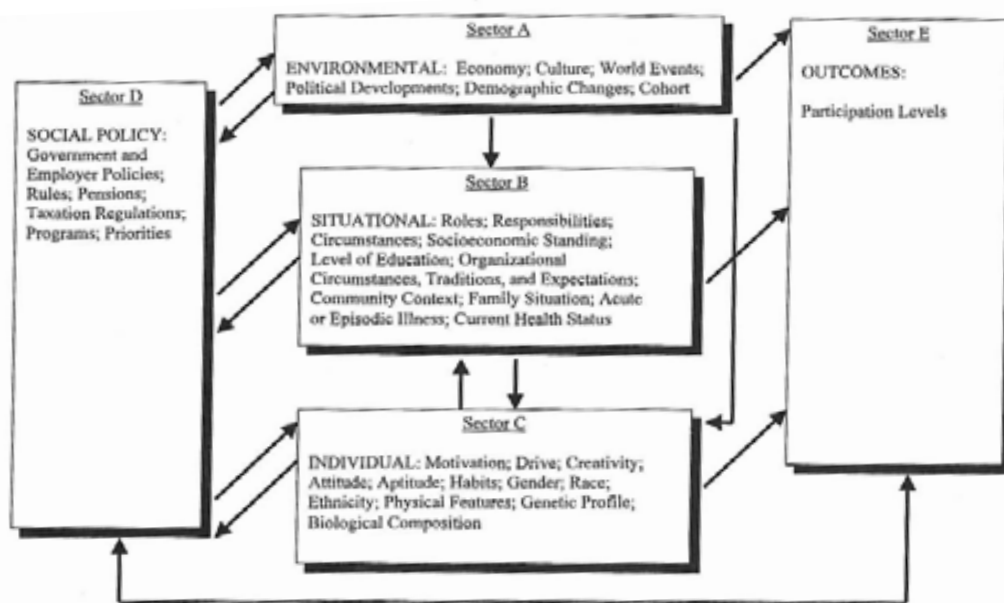 Sector A
ENVIRONMENTAL: Economy; Culture; World Events;
Political Developments; Demographic Changes; Cohort
Sector E
OUTCOMES:
Participation Levels
Sector D
SOCIAL POLICY:
Government and
Employer Policies;
Rules; Pensions;
Taxation Regulations;
Programs; Priorities
Sector B
SITUATIONAL: Roles; Responsibilities;
Circumstances; Socioeconomic Standing;
Level of Education; Organizational
Circumstances, Traditions, and Expectations;
Community Context; Family Situation; Acute
or Episodic Illness; Current Health Status
Sector C
INDIVIDUAL: Motivation; Drive; Creativity;
Attitude; Aptitude; Habits; Gender; Race;
Ethnicity; Physical Features; Genetic Profile;
Biological Composition